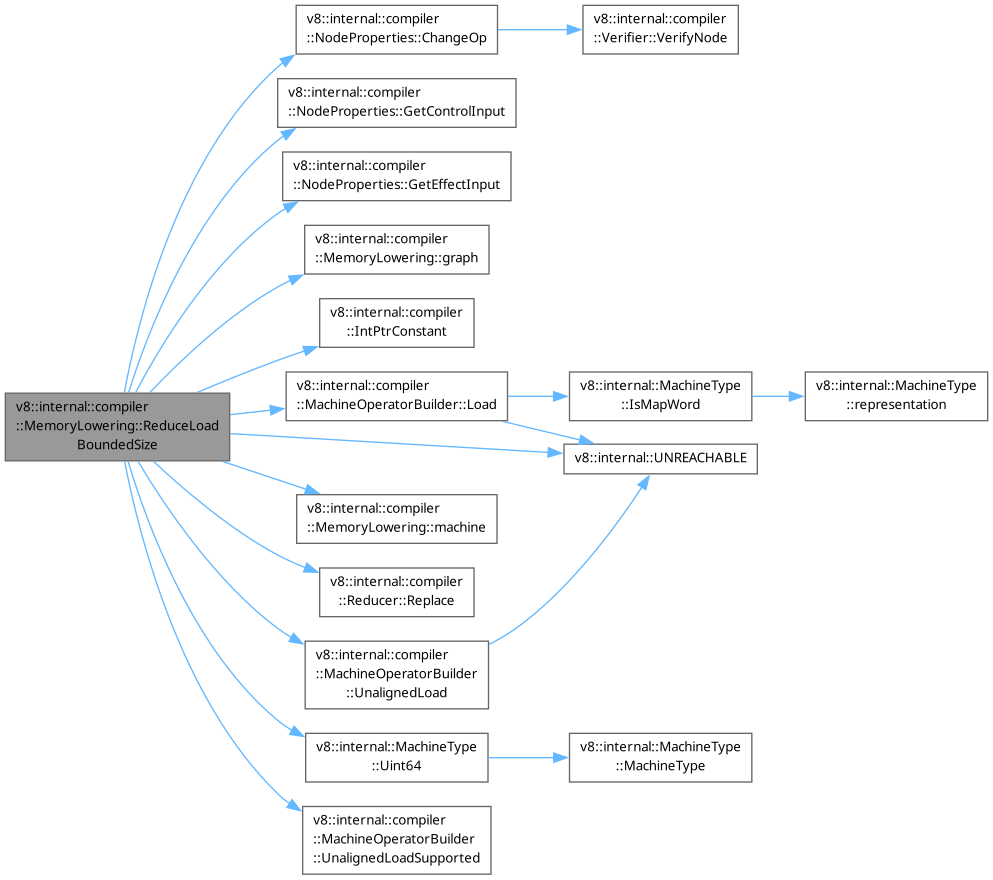 v8::internal::compiler
::NodeProperties::ChangeOp
v8::internal::compiler
::Verifier::VerifyNode
v8::internal::compiler
::NodeProperties::GetControlInput
v8::internal::compiler
::NodeProperties::GetEffectInput
v8::internal::compiler
::MemoryLowering::graph
v8::internal::compiler
::IntPtrConstant
v8::internal::compiler
::MemoryLowering::ReduceLoad
BoundedSize
v8::internal::compiler
::MachineOperatorBuilder::Load
v8::internal::MachineType
::IsMapWord
v8::internal::MachineType
::representation
v8::internal::UNREACHABLE
v8::internal::compiler
::MemoryLowering::machine
v8::internal::compiler
::Reducer::Replace
v8::internal::compiler
::MachineOperatorBuilder
::UnalignedLoad
v8::internal::MachineType
::Uint64
v8::internal::MachineType
::MachineType
v8::internal::compiler
::MachineOperatorBuilder
::UnalignedLoadSupported